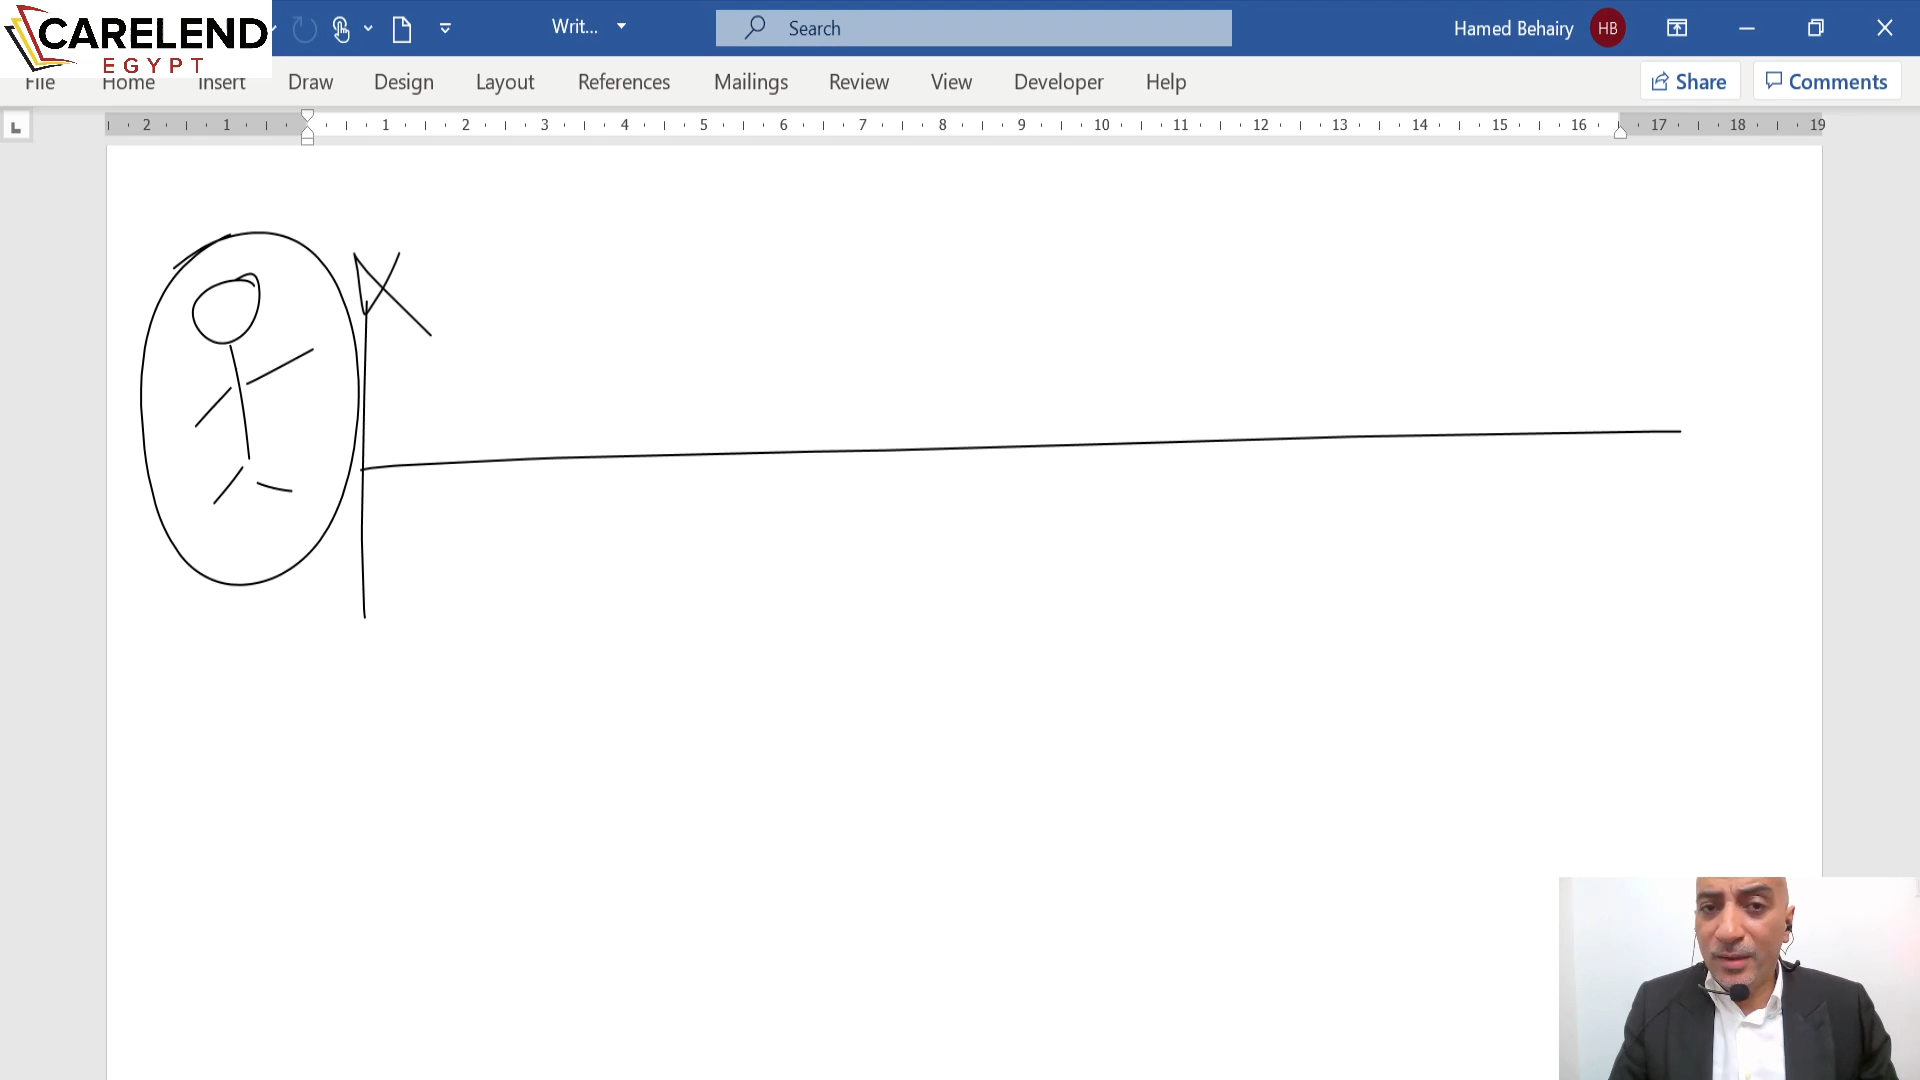 CARELEND
EGYPT
Writ...
Search
Hamed Behairy
HB
File
Home
Insert
Draw
Design
Layout
References
Mailings
Review
View
Developer
Help
Share
Comments
2 1 1 2 3 4 5 6 7 8 9 10 11 12 13 14 15 16 17 18 19